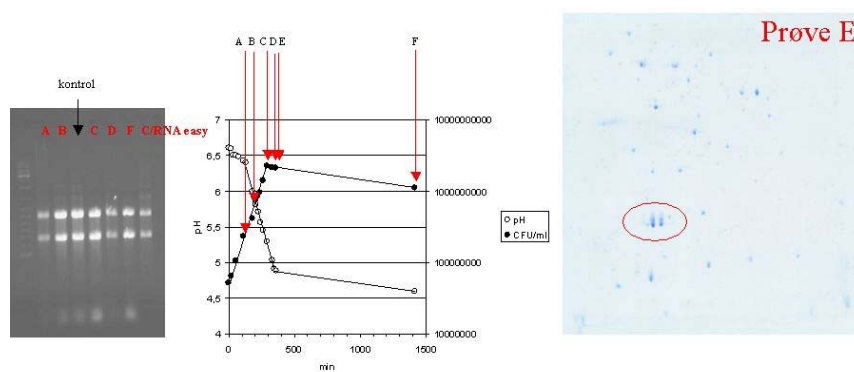 kontrol
A B C D F C/RNA easy
A B C D E F
7
6,5
6
5,5
5
4,5
4
pH
10000000000
1000000000
100000000
10000000
0 500 1000 1500
min
pH
CFU/ml
Prøve E